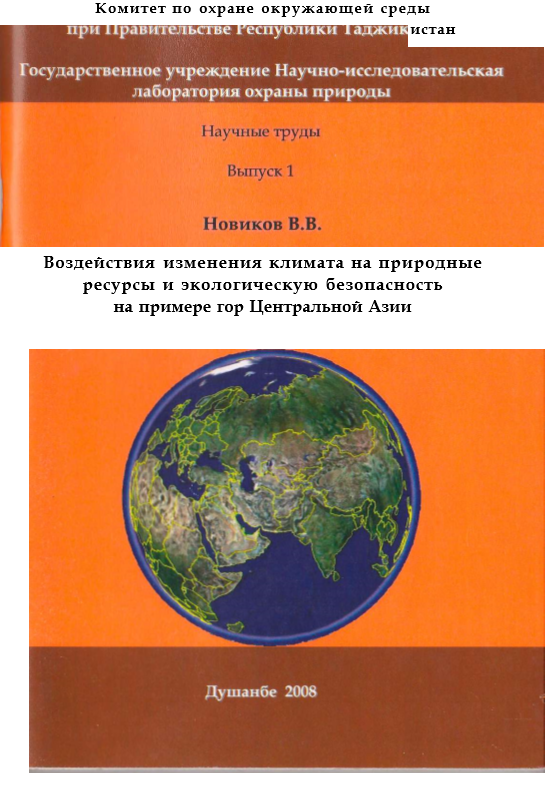 Комитет по охране окружающей среды
при Правительстве Республики Таджикистан
Государственное учреждение Научно-исследовательская
лаборатория охраны природы
Научные труды
Выпуск 1
Новиков В.В.
Воздействия изменения климата на природные
ресурсы и экологическую безопасность
на примере гор Центральной Азии
Душанбе 2008